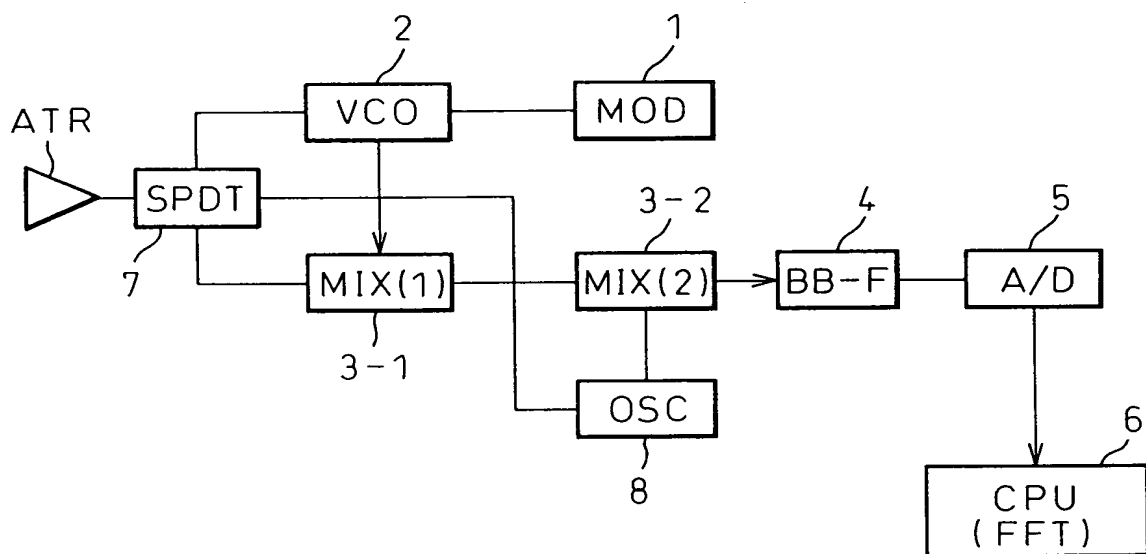 2
1
VCO
MOD
ATR
SPDT
7
3-2
4
5
MIX(1)
MIX(2)
BB-F
A/D
3-1
OSC
8
6
CPU
(FFT)